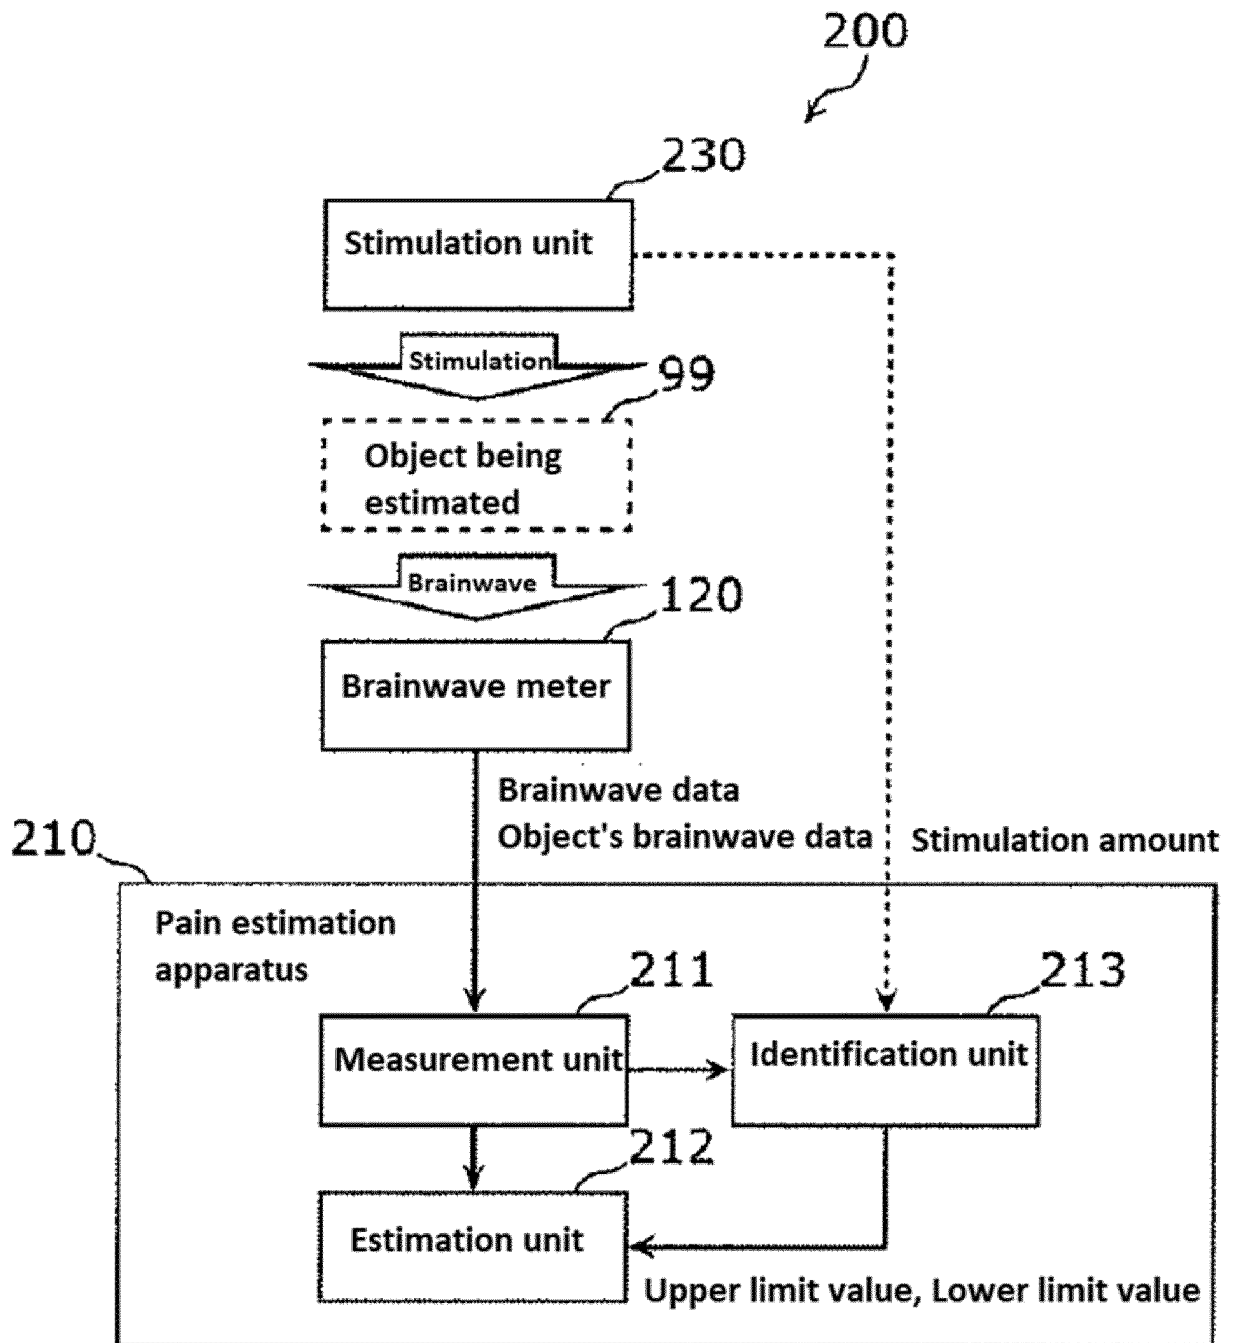 200
230
Stimulation unit
Stimulation
99
Object being
estimated
Brainwave
120
Brainwave meter
Brainwave data
Object's brainwave data
Stimulation amount
210
Pain estimation
apparatus
211
213
Measurement unit
Identification unit
212
Estimation unit
Upper limit value, Lower limit value